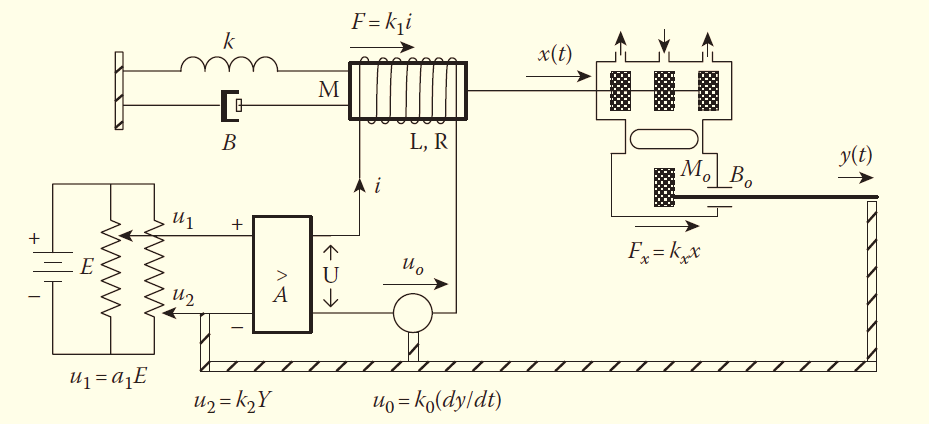 F = k₁i
k
x(t)
M
B
L, R
y(t)
Mₒ
Bₒ
i
u₁
+
+
E
>
A
U
uₒ
Fₓ = kₓx
−
u₂
−
u₁ = a₁E
u₂ = k₂Y
u₀ = k₀(dy/dt)